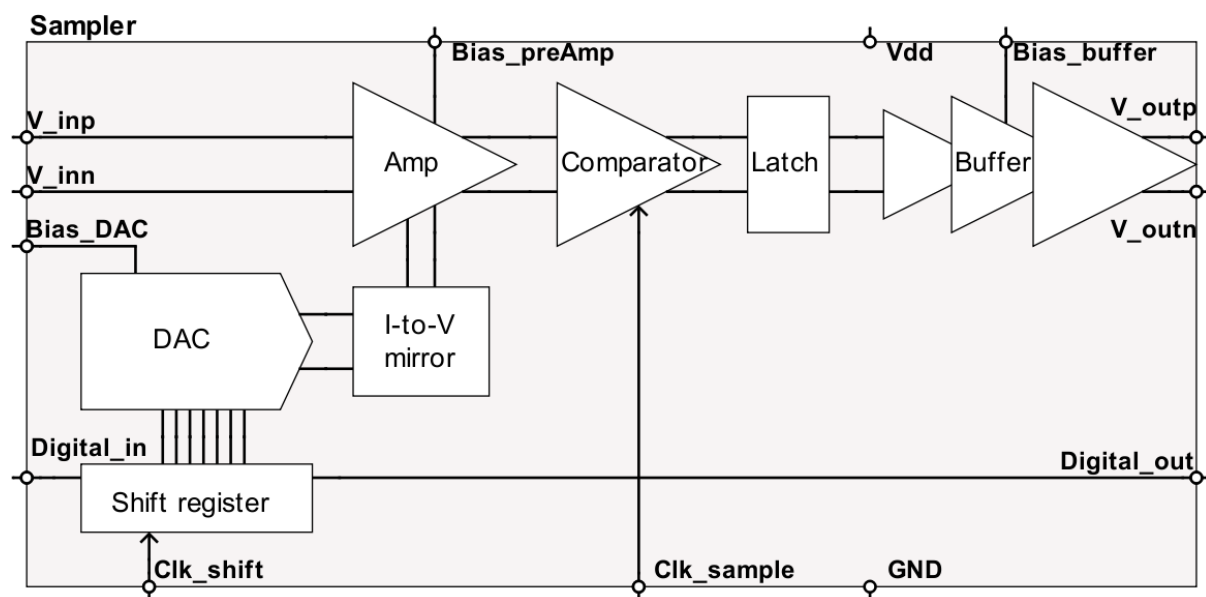 Sampler
Bias_preAmp
Vdd
Bias_buffer
V_inp
V_outp
Amp
Comparator
Latch
Buffer
V_inn
Bias_DAC
V_outn
DAC
I-to-V
mirror
Digital_in
Digital_out
Shift register
Clk_shift
Clk_sample
GND